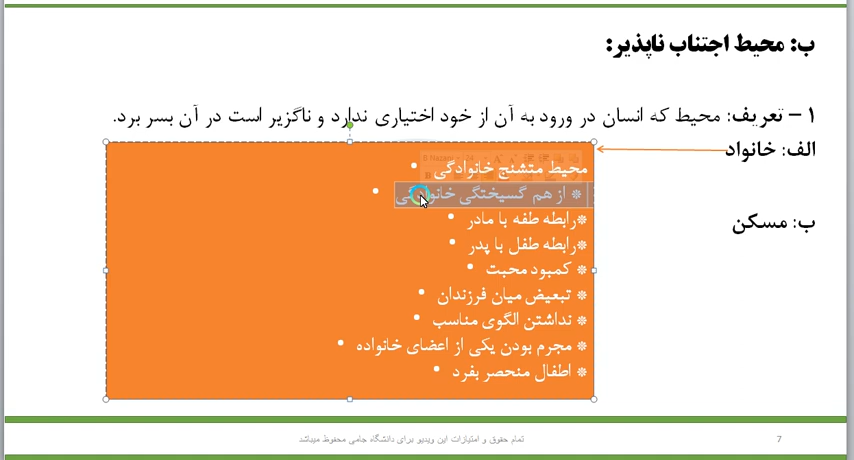 ب: محیط اجتناب ناپذیر:
۱ – تعریف: محیط که انسان در ورود به آن از خود اختیاری ندارد و ناگزیر است در آن بسر برد.
الف: خانواد
محیط متشنج خانوادگی
از هم گسیختگی خانوادگی
رابطه طفه با مادر
رابطه طفل با پدر
کمبود محبت
تبعیض میان فرزندان
نداشتن الگوی مناسب
مجرم بودن یکی از اعضای خانواده
اطفال منحصر بفرد
ب: مسکن
تمام حقوق و امتیازات این ویدیو برای دانشگاه جامی محفوظ میباشد
7